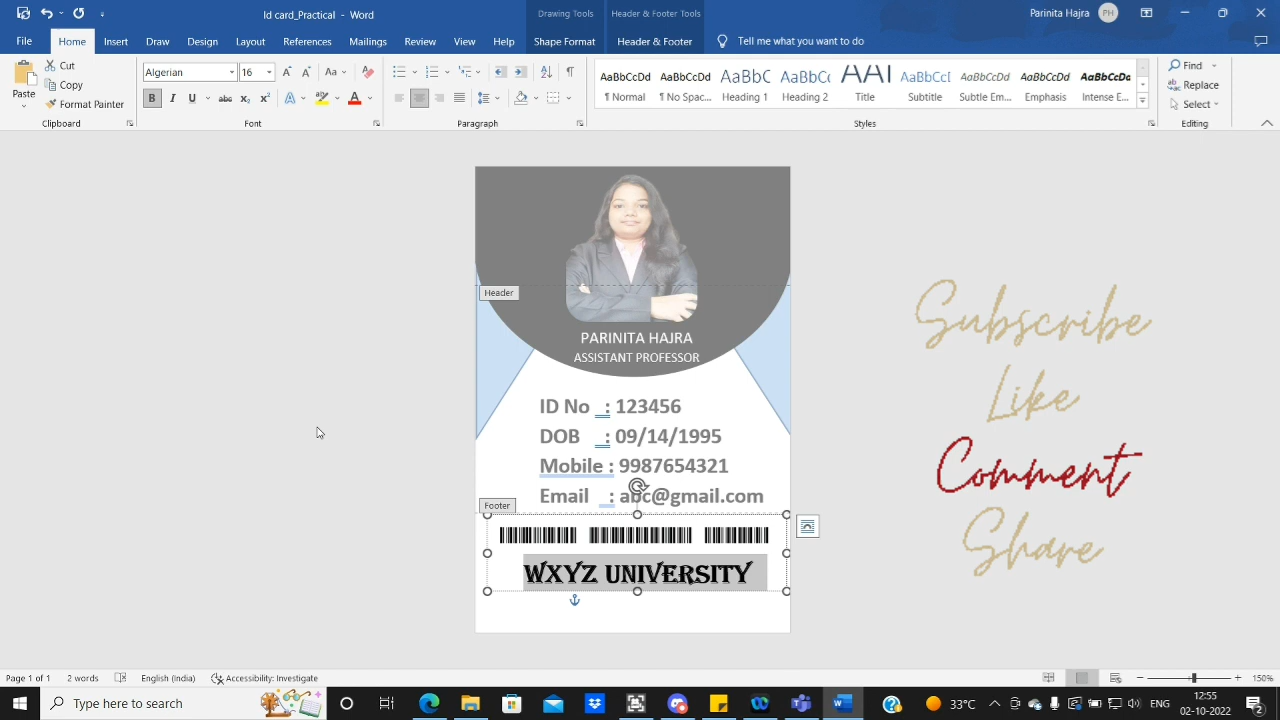 Id card_Practical - Word
Drawing Tools
Header & Footer Tools
Parinita Hajra
PH
File
Home
Insert
Draw
Design
Layout
References
Mailings
Review
View
Help
Shape Format
Header & Footer
Tell me what you want to do
Paste
Cut
Copy
Format Painter
Clipboard
Algerian
16
Font
Paragraph
AaBbCcDd
¶ Normal
AaBbCcDd
¶ No Spac...
AaBbC
Heading 1
AaBbCc
Heading 2
AAI
Title
AaBbCcD
Subtitle
AaBbCcDd
Subtle Em...
AaBbCcDd
Emphasis
AaBbCcDd
Intense E...
Styles
Find
Replace
Select
Editing
Header
PARINITA HAJRA
ASSISTANT PROFESSOR
ID No : 123456
DOB : 09/14/1995
Mobile : 9987654321
Email : abc@gmail.com
Footer
WXYZ UNIVERSITY
Subscribe
Like
Comment
Share
Page 1 of 1
2 words
English (India)
Accessibility: Investigate
150%
Type here to search
33°C
ENG
12:55
02-10-2022
2